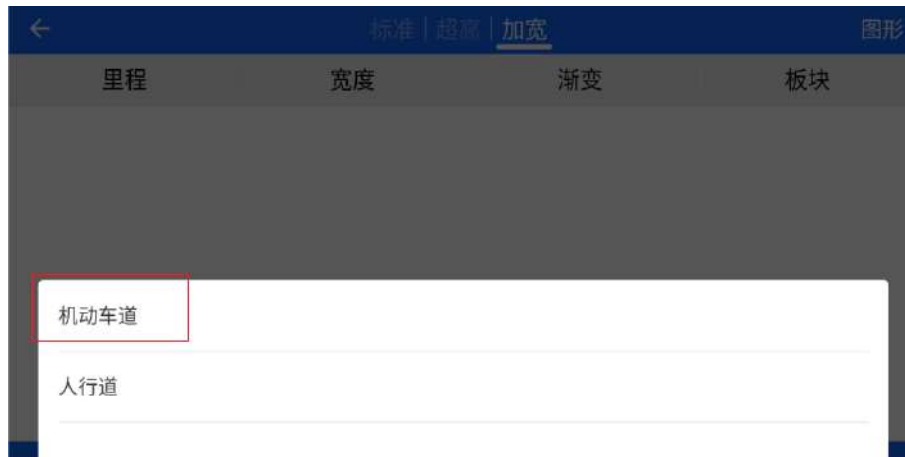 标准 | 超高 | 加宽 图形
里程 宽度 渐变 板块
机动车道
人行道